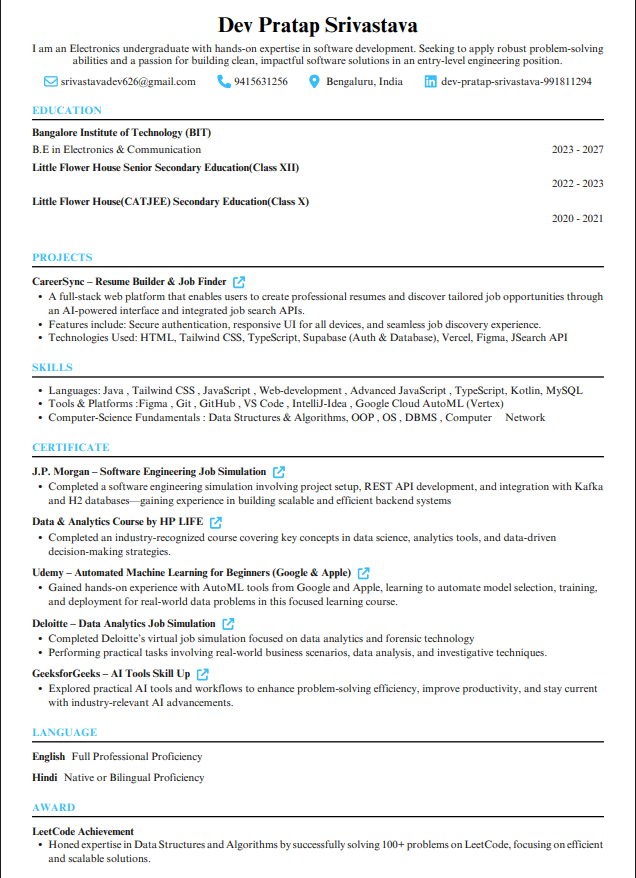 Dev Pratap Srivastava
I am an Electronics undergraduate with hands-on expertise in software development. Seeking to apply robust problem-solving
abilities and a passion for building clean, impactful software solutions in an entry-level engineering position.
srivastavadev626@gmail.com 9415631256 Bengaluru, India dev-pratap-srivastava-991811294
EDUCATION
Bangalore Institute of Technology (BIT)
B.E in Electronics & Communication 2023 - 2027
Little Flower House Senior Secondary Education(Class XII)
2022 - 2023
Little Flower House(CATJEE) Secondary Education(Class X)
2020 - 2021
PROJECTS
CareerSync – Resume Builder & Job Finder
• A full-stack web platform that enables users to create professional resumes and discover tailored job opportunities through
an AI-powered interface and integrated job search APIs.
• Features include: Secure authentication, responsive UI for all devices, and seamless job discovery experience.
• Technologies Used: HTML, Tailwind CSS, TypeScript, Supabase (Auth & Database), Vercel, Figma, JSearch API
SKILLS
• Languages: Java , Tailwind CSS , JavaScript , Web-development , Advanced JavaScript , TypeScript, Kotlin, MySQL
• Tools & Platforms :Figma , Git , GitHub , VS Code , IntelliJ-Idea , Google Cloud AutoML (Vertex)
• Computer-Science Fundamentals : Data Structures & Algorithms, OOP , OS , DBMS , Computer Network
CERTIFICATE
J.P. Morgan – Software Engineering Job Simulation
• Completed a software engineering simulation involving project setup, REST API development, and integration with Kafka
and H2 databases—gaining experience in building scalable and efficient backend systems
Data & Analytics Course by HP LIFE
• Completed an industry-recognized course covering key concepts in data science, analytics tools, and data-driven
decision-making strategies.
Udemy – Automated Machine Learning for Beginners (Google & Apple)
• Gained hands-on experience with AutoML tools from Google and Apple, learning to automate model selection, training,
and deployment for real-world data problems in this focused learning course.
Deloitte – Data Analytics Job Simulation
• Completed Deloitte's virtual job simulation focused on data analytics and forensic technology
• Performing practical tasks involving real-world business scenarios, data analysis, and investigative techniques.
GeeksforGeeks – AI Tools Skill Up
• Explored practical AI tools and workflows to enhance problem-solving efficiency, improve productivity, and stay current
with industry-relevant AI advancements.
LANGUAGE
English Full Professional Proficiency
Hindi Native or Bilingual Proficiency
AWARD
LeetCode Achievement
• Honed expertise in Data Structures and Algorithms by successfully solving 100+ problems on LeetCode, focusing on efficient
and scalable solutions.